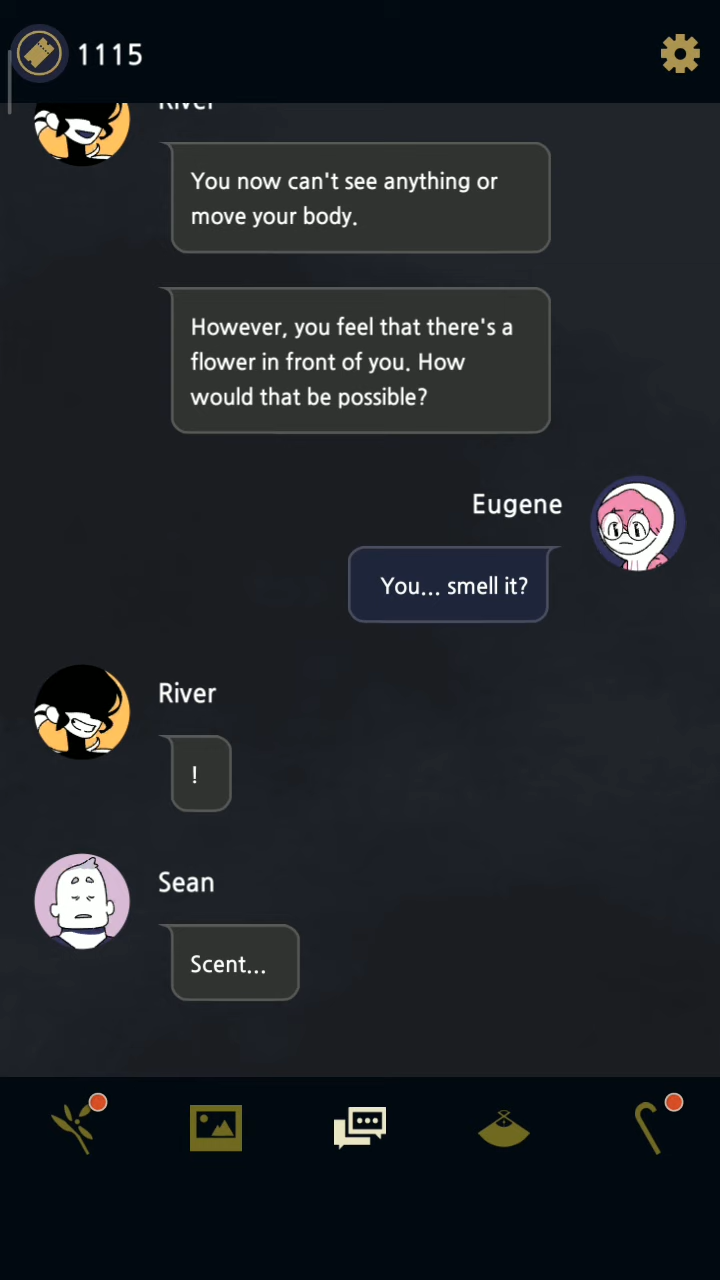 1115
River
You now can't see anything or
move your body.
However, you feel that there's a
flower in front of you. How
would that be possible?
Eugene
You... smell it?
River
!
Sean
Scent...